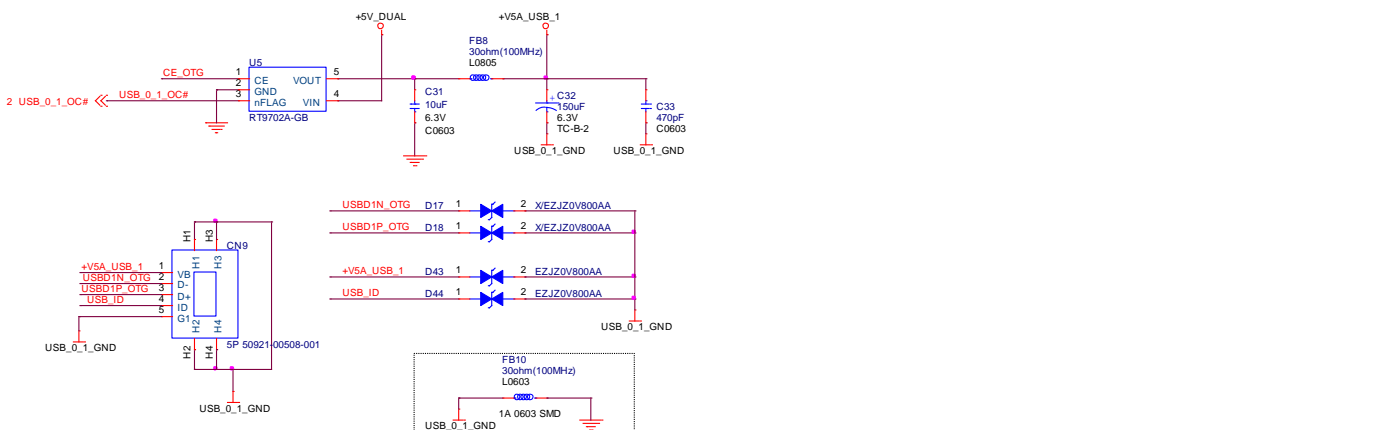 +5V_DUAL
+V5A_USB_1
FB8
30ohm(100MHz)
L0805
U5
CE_OTG
1
CE
VOUT
5
2
GND
2 USB_0_1_OC#
USB_0_1_OC#
3
nFLAG
VIN
4
RT9702A-GB
C31
10uF
6.3V
C0603
+
C32
150uF
6.3V
TC-B-2
USB_0_1_GND
C33
470pF
C0603
USB_0_1_GND
USBD1N_OTG D17 1 2 X/EZJZ0V800AA
USBD1P_OTG D18 1 2 X/EZJZ0V800AA
+V5A_USB_1 D43 1 2 EZJZ0V800AA
USB_ID D44 1 2 EZJZ0V800AA
USB_0_1_GND
H1
H3
CN9
H1
H3
+V5A_USB_1 1 VB
USBD1N_OTG 2 D-
USBD1P_OTG 3 D+
USB_ID 4 ID
5 G1
H2
H4
5P 50921-00508-001
H2
H4
USB_0_1_GND
USB_0_1_GND
FB10
30ohm(100MHz)
L0603
1A 0603 SMD
USB_0_1_GND